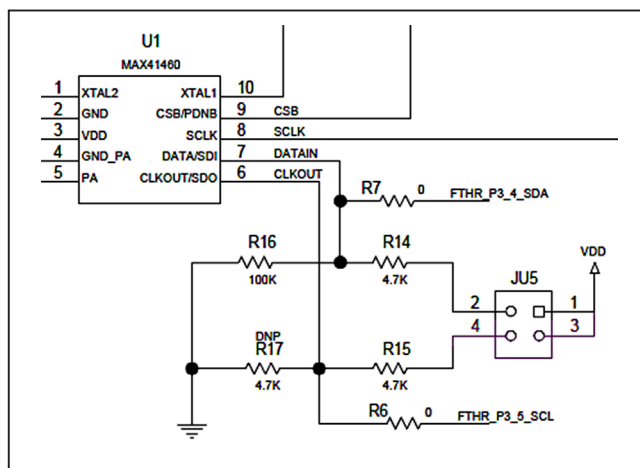 U1
MAX41460
1 XTAL2 XTAL1 10
2 GND CSB/PDNB 9 CSB
3 VDD SCLK 8 SCLK
4 GND_PA DATA/SDI 7 DATAIN
5 PA CLKOUT/SDO 6 CLKOUT
R7 0 FTHR_P3_4_SDA
R16 R14 VDD
100K 4.7K JU5
2 1
DNP 4 3
R17 R15
4.7K 4.7K
R6 0 FTHR_P3_5_SCL